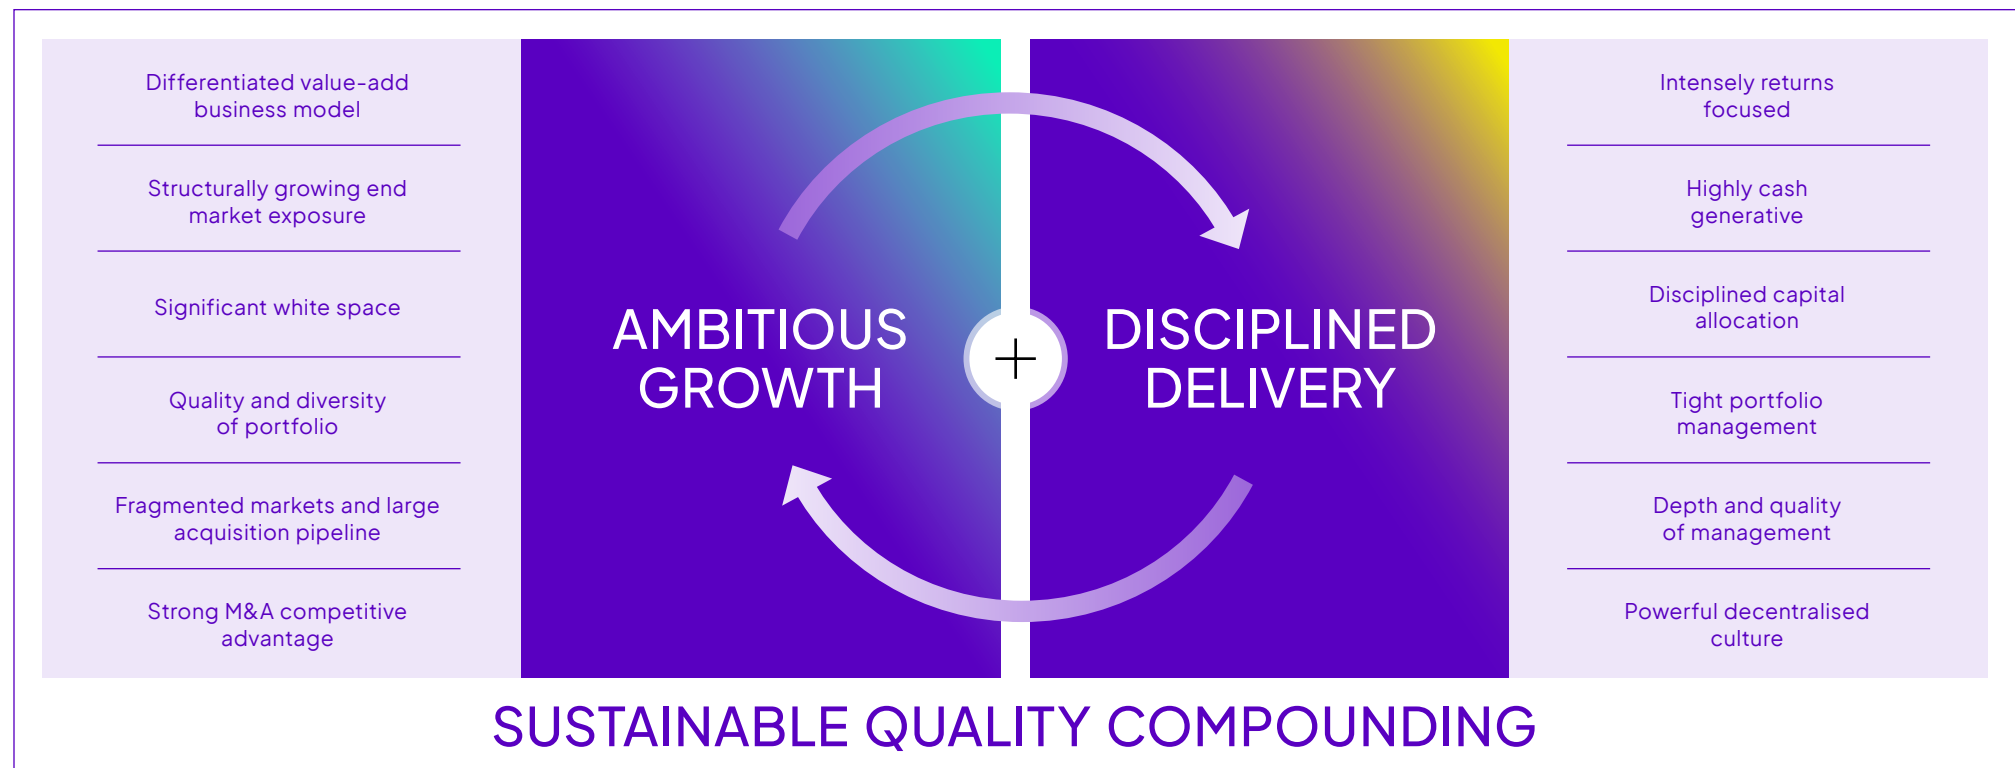 Differentiated value-add
business model
Structurally growing end
market exposure
Significant white space
Quality and diversity
of portfolio
Fragmented markets and large
acquisition pipeline
Strong M&A competitive
advantage
AMBITIOUS
GROWTH
DISCIPLINED
DELIVERY
Intensely returns
focused
Highly cash
generative
Disciplined capital
allocation
Tight portfolio
management
Depth and quality
of management
Powerful decentralised
culture
SUSTAINABLE QUALITY COMPOUNDING